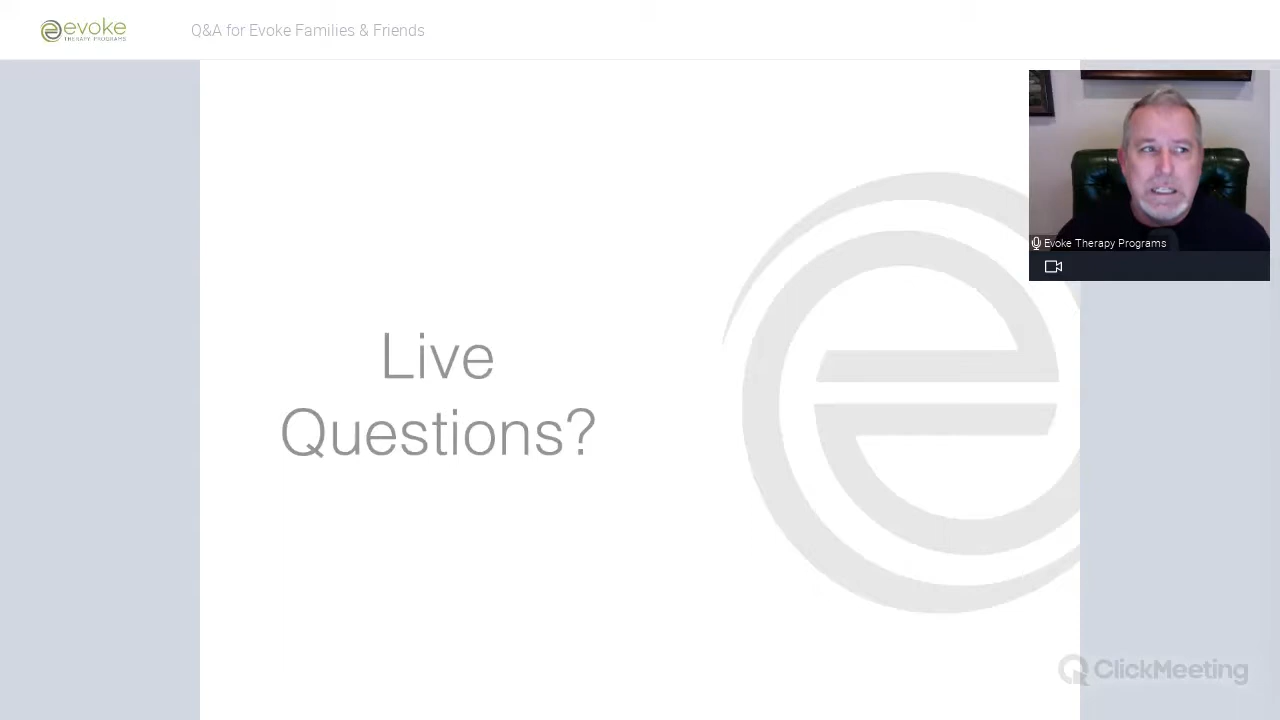 evoke
THERAPY PROGRAMS
Q&A for Evoke Families & Friends
Evoke Therapy Programs
Live
Questions?
ClickMeeting